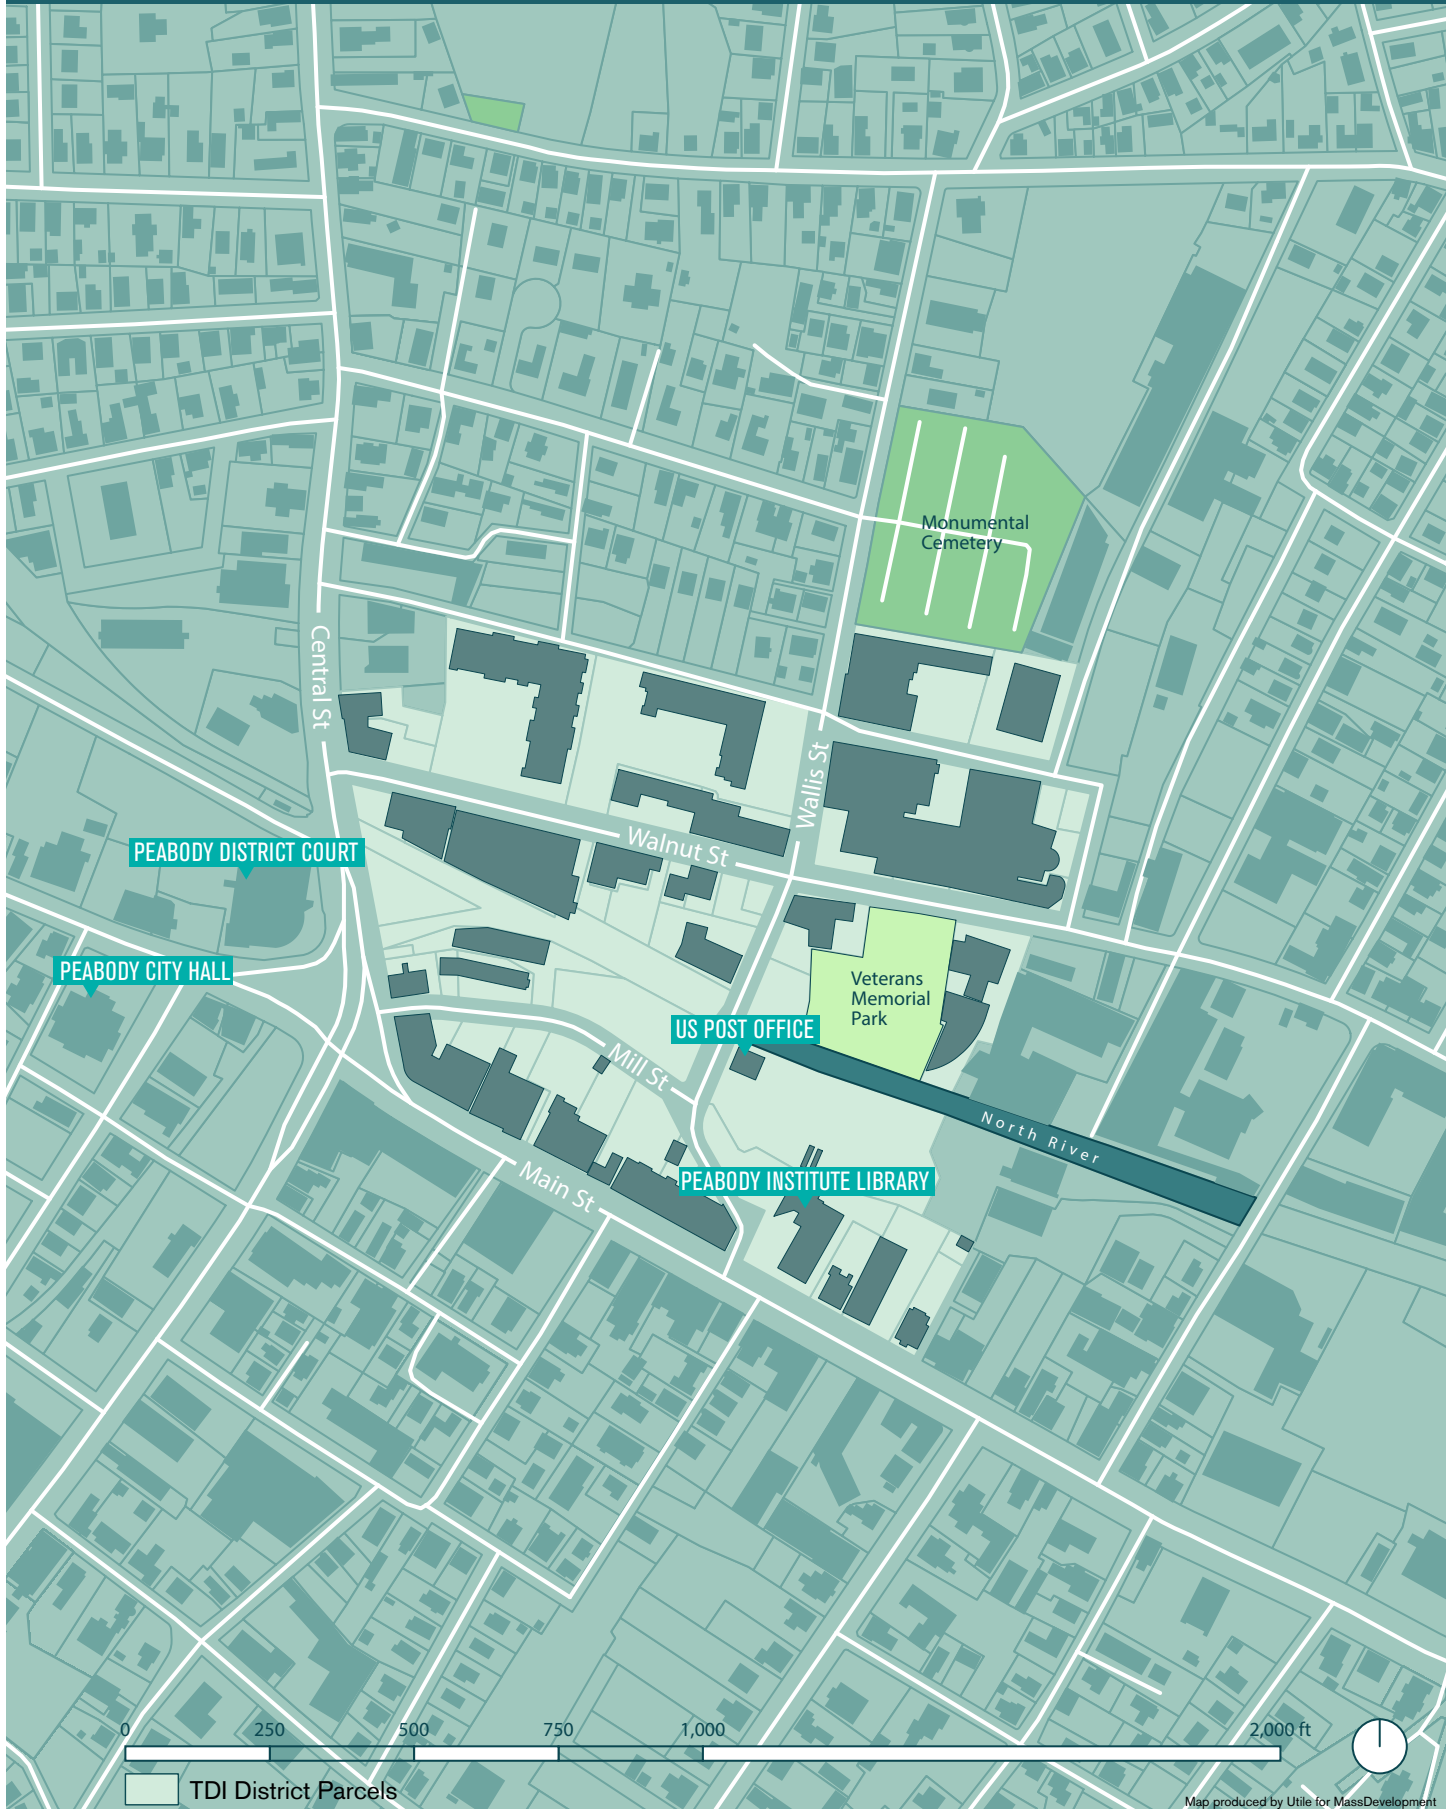 Monumental
Cemetery
Central St
Wallis St
Walnut St
PEABODY DISTRICT COURT
PEABODY CITY HALL
Veterans
Memorial
Park
US POST OFFICE
Mill St
North River
Main St
PEABODY INSTITUTE LIBRARY
0 250 500 750 1,000 2,000 ft
TDI District Parcels
Map produced by Utile for MassDevelopment